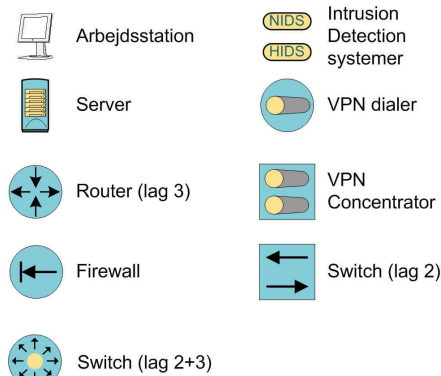 Arbejdsstation
Server
Router (lag 3)
Firewall
Switch (lag 2+3)
NIDS
HIDS
Intrusion
Detection
systemer
VPN dialer
VPN
Concentrator
Switch (lag 2)